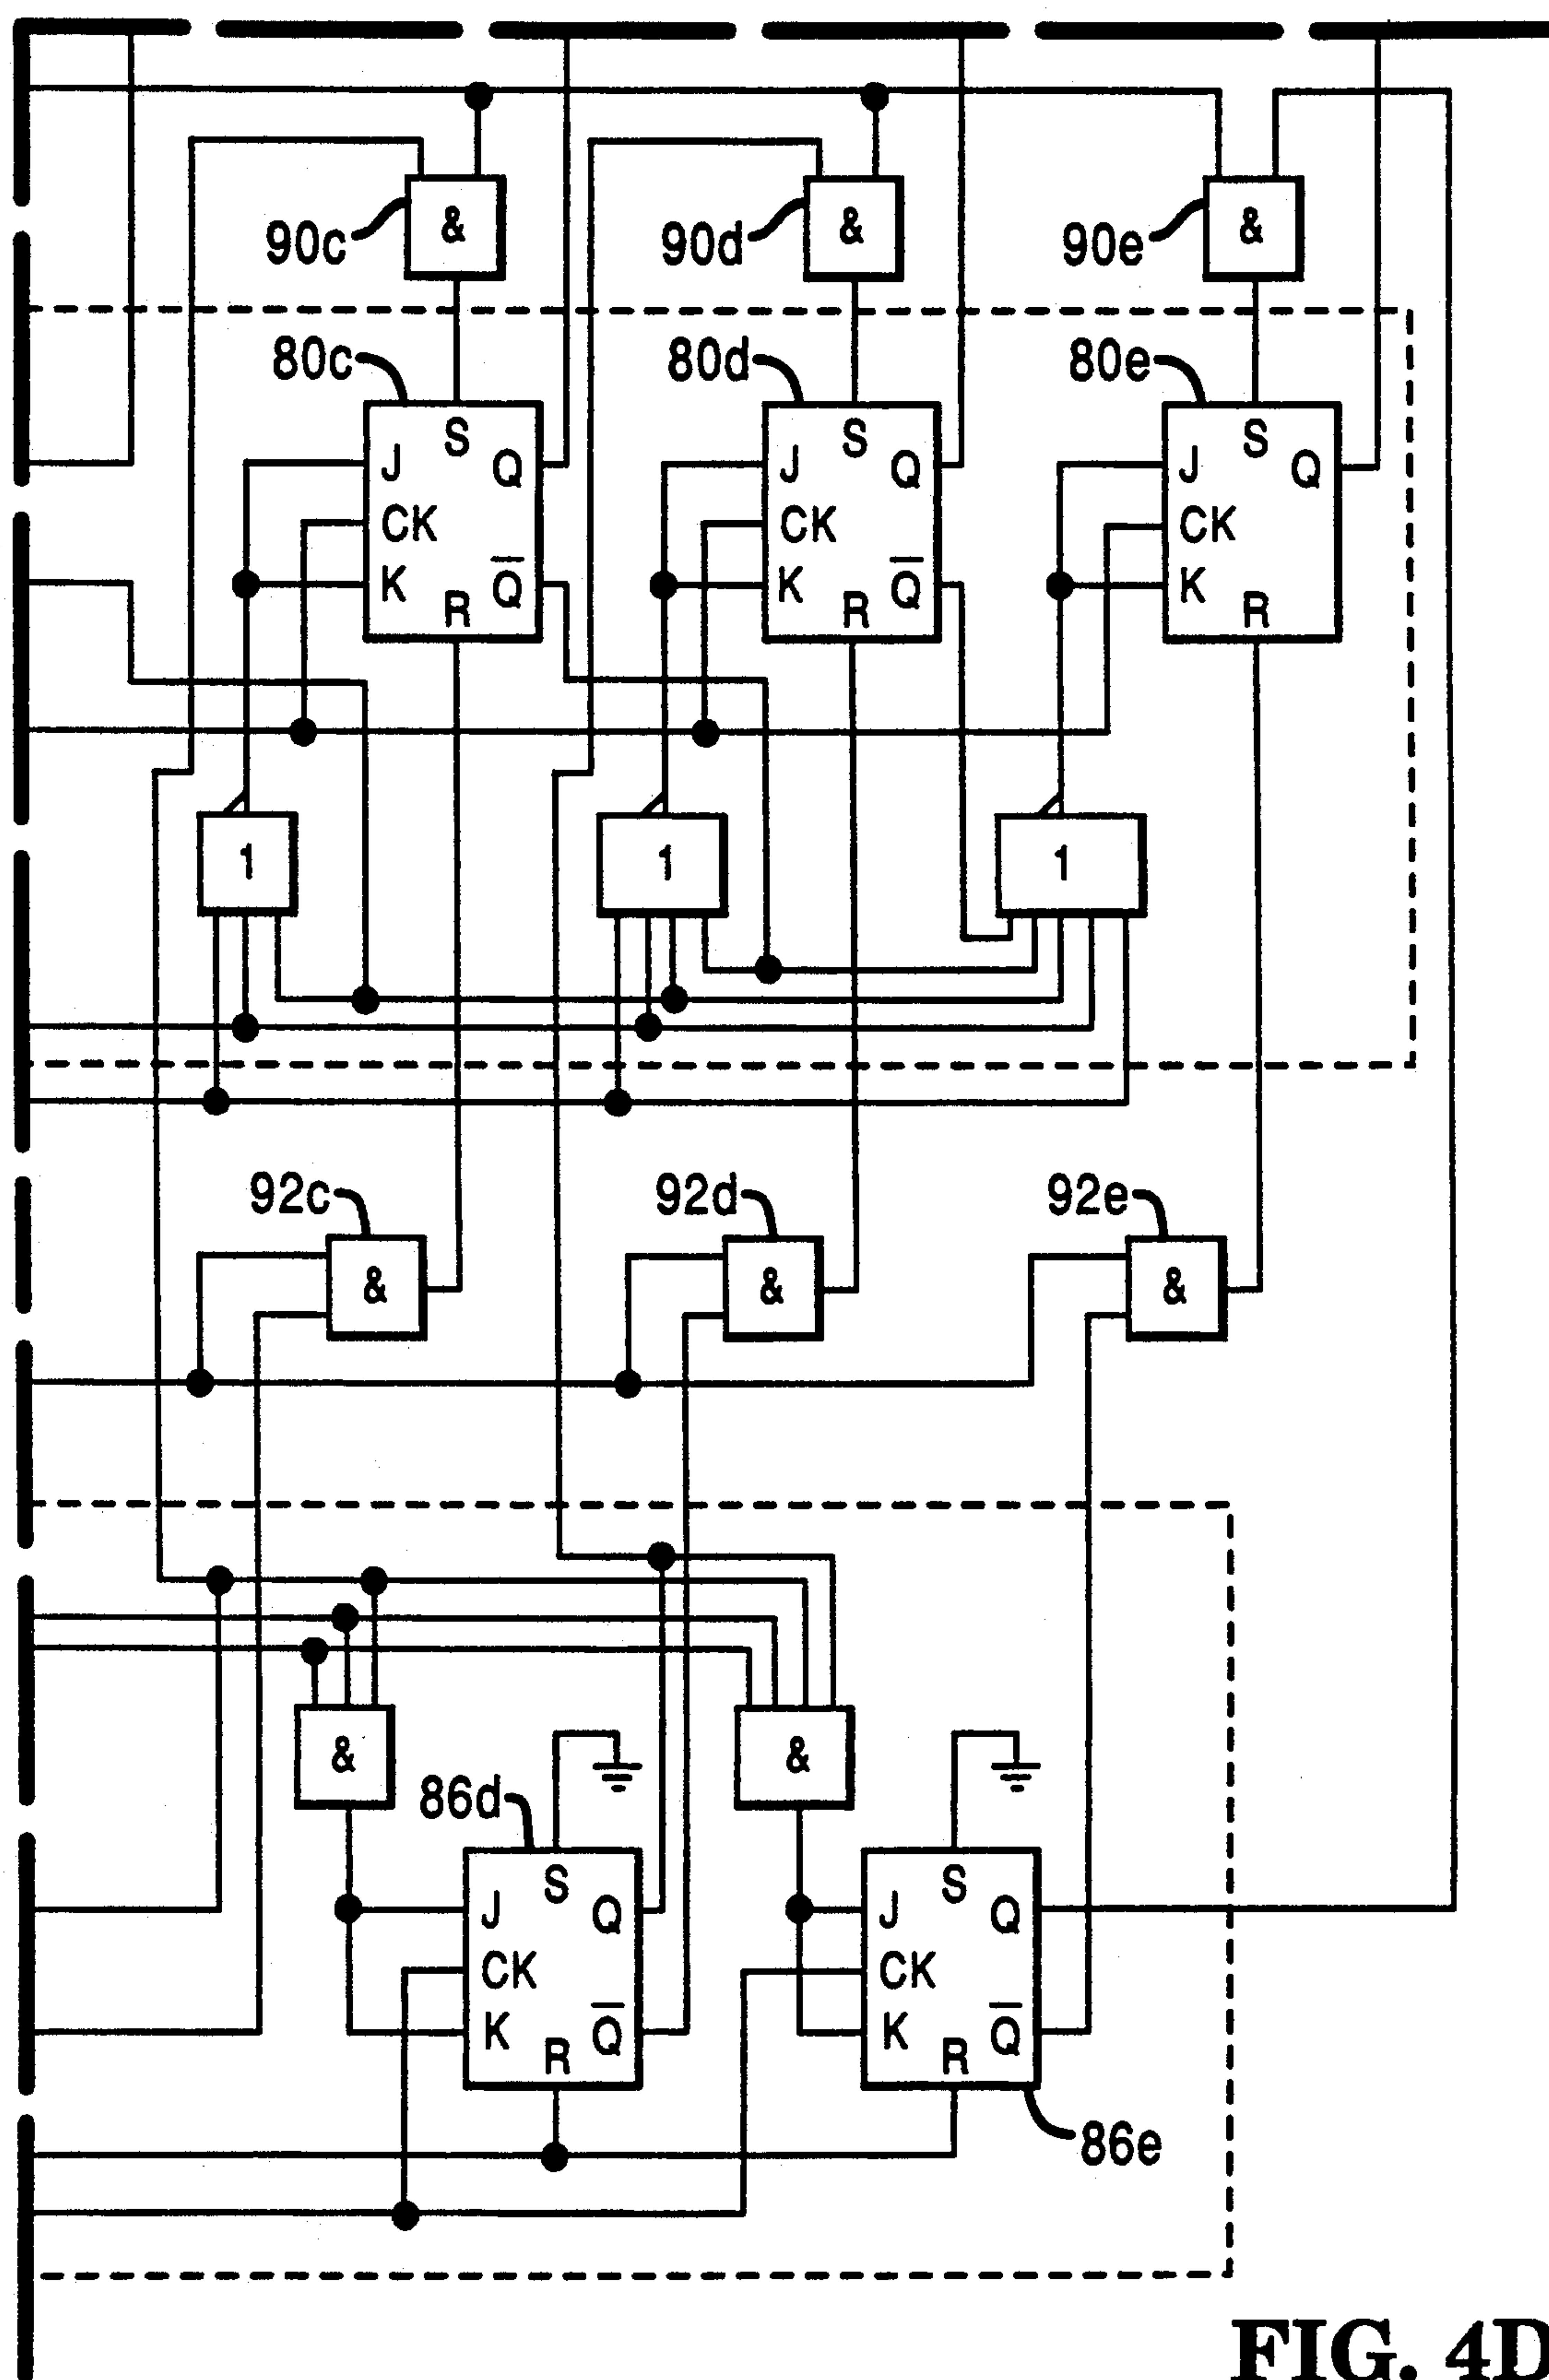 & & &
90c 90d 90e
80c 80d 80e
S S S
J Q J Q J Q
CK CK CK
K Q̅ K Q̅ K
R R R
1 1 1
92c 92d 92e
& & &
& &
86d
S S
J Q J Q
CK CK
K Q̅ K Q̅
R R
86e
FIG. 4D